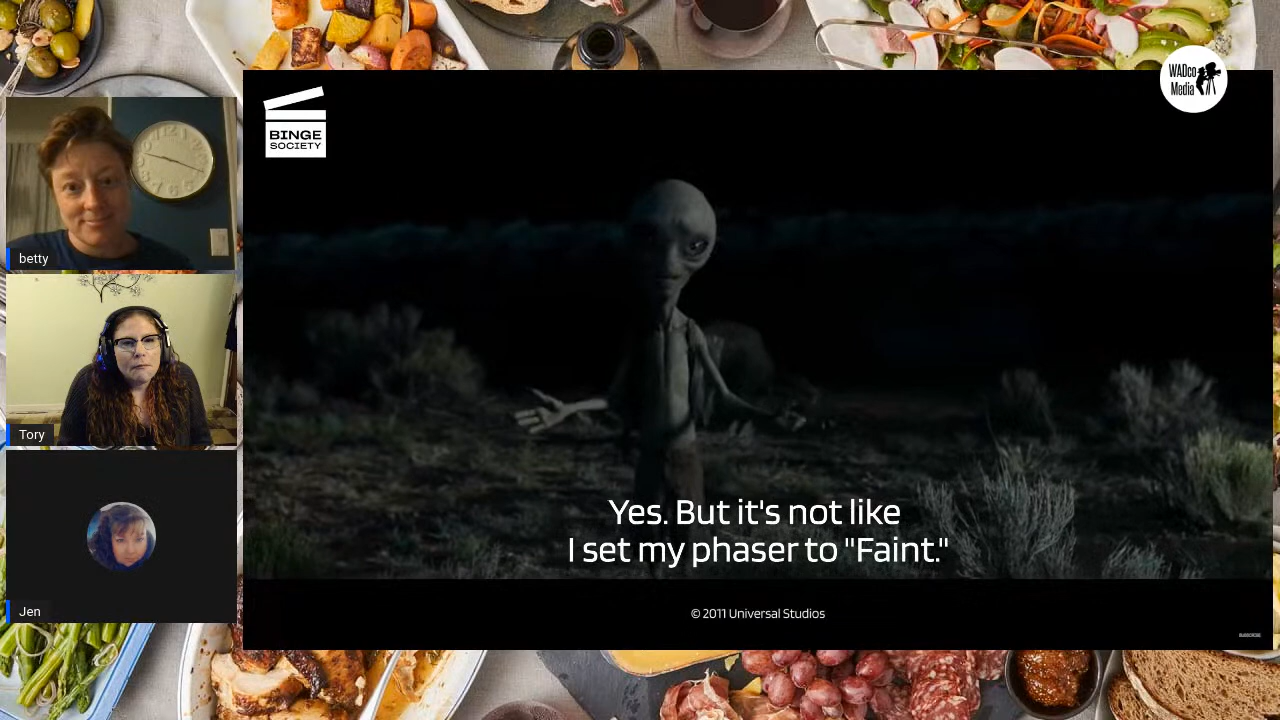 WADco
Media
BINGE
SOCIETY
betty
Tory
Jen
Yes. But it's not like
I set my phaser to "Faint."
© 2011 Universal Studios
SUBSCRIBE